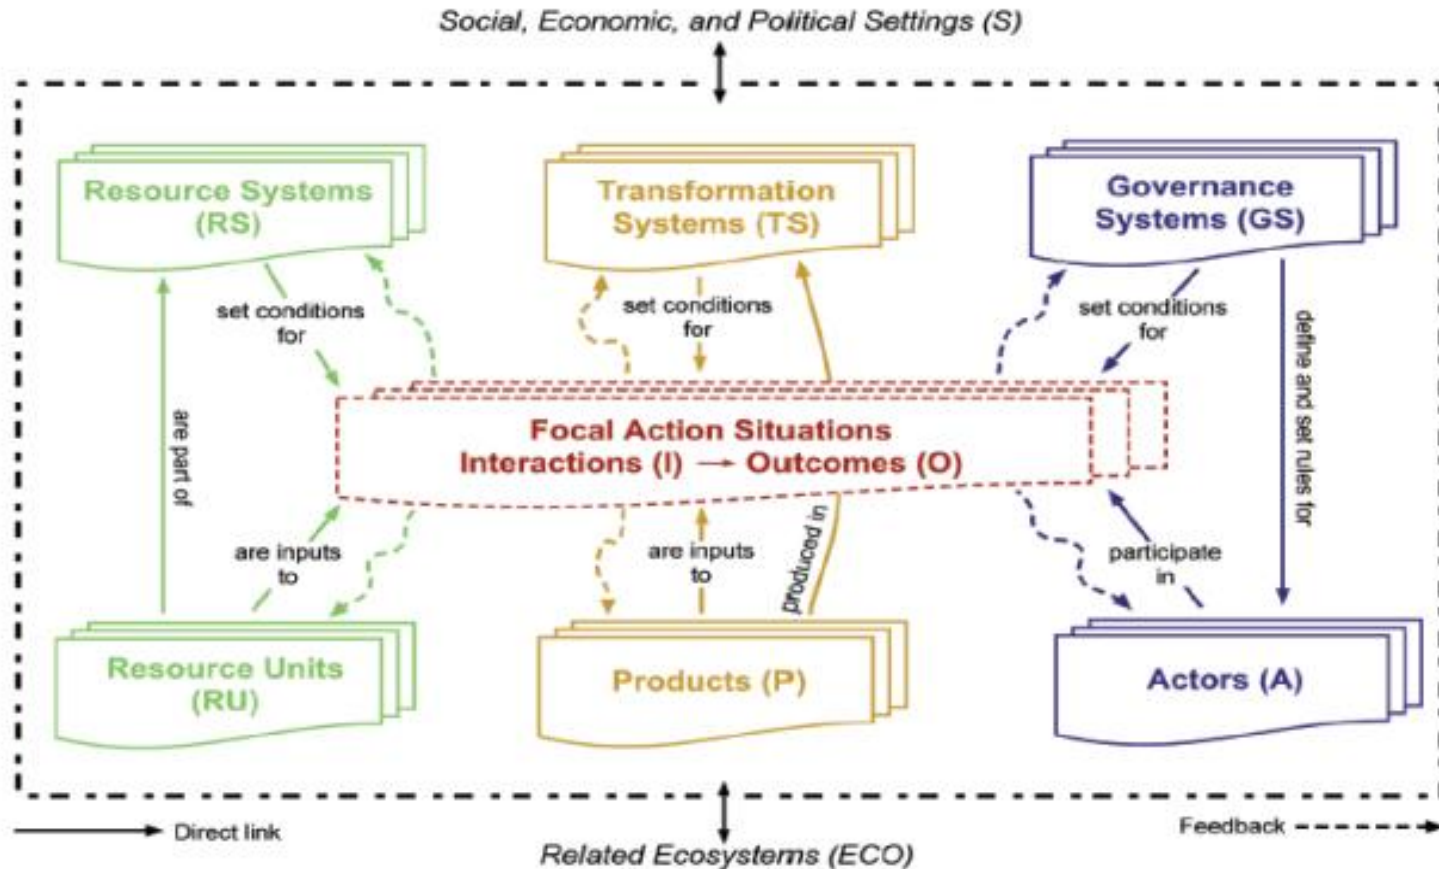 Social, Economic, and Political Settings (S)
Resource Systems
(RS)
Transformation
Systems (TS)
Governance
Systems (GS)
set conditions
for
set conditions
for
set conditions
for
are part of
define and set rules for
Focal Action Situations
Interactions (I) → Outcomes (O)
are inputs
to
are inputs
to
produced in
participate
in
Resource Units
(RU)
Products (P)
Actors (A)
Direct link
Feedback
Related Ecosystems (ECO)